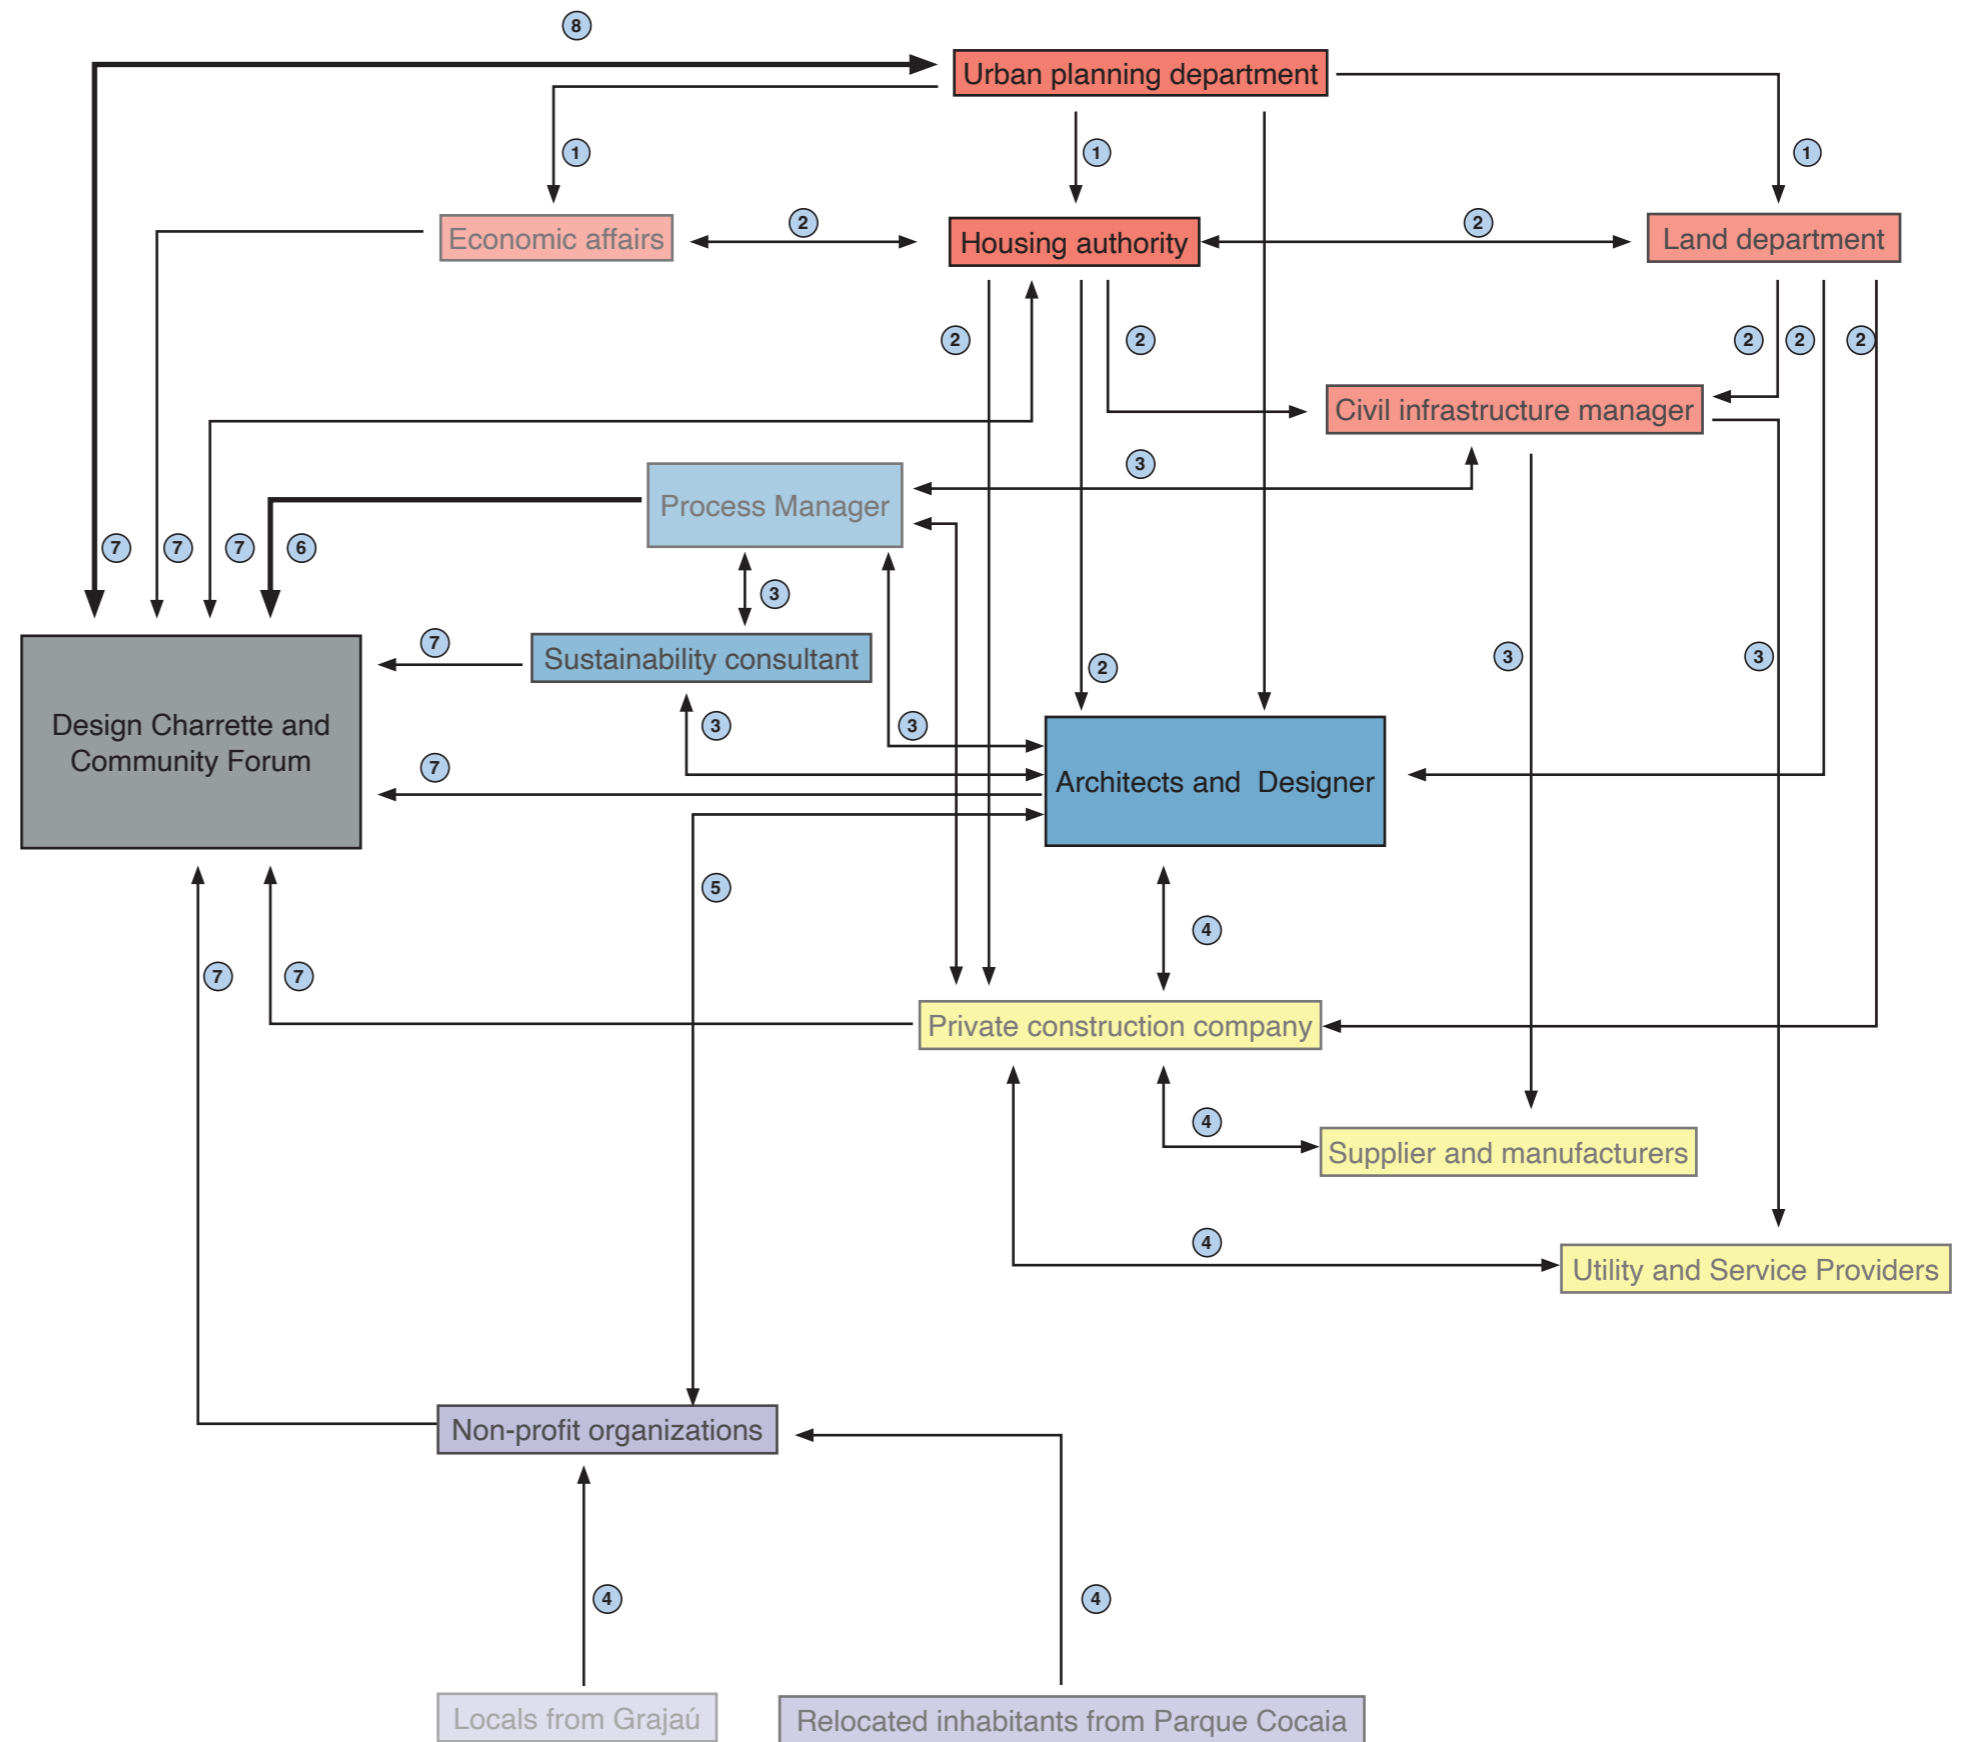 8
Urban planning department
1
1
1
Economic affairs
2
Housing authority
2
Land department
2
2
2
2
2
Civil infrastructure manager
3
Process Manager
7
7
7
6
3
7
Sustainability consultant
2
3
3
Design Charrette and
Community Forum
3
3
7
Architects and  Designer
5
4
7
7
Private construction company
4
Supplier and manufacturers
4
Utility and Service Providers
Non-profit organizations
4
4
Locals from Grajaú
Relocated inhabitants from Parque Cocaia